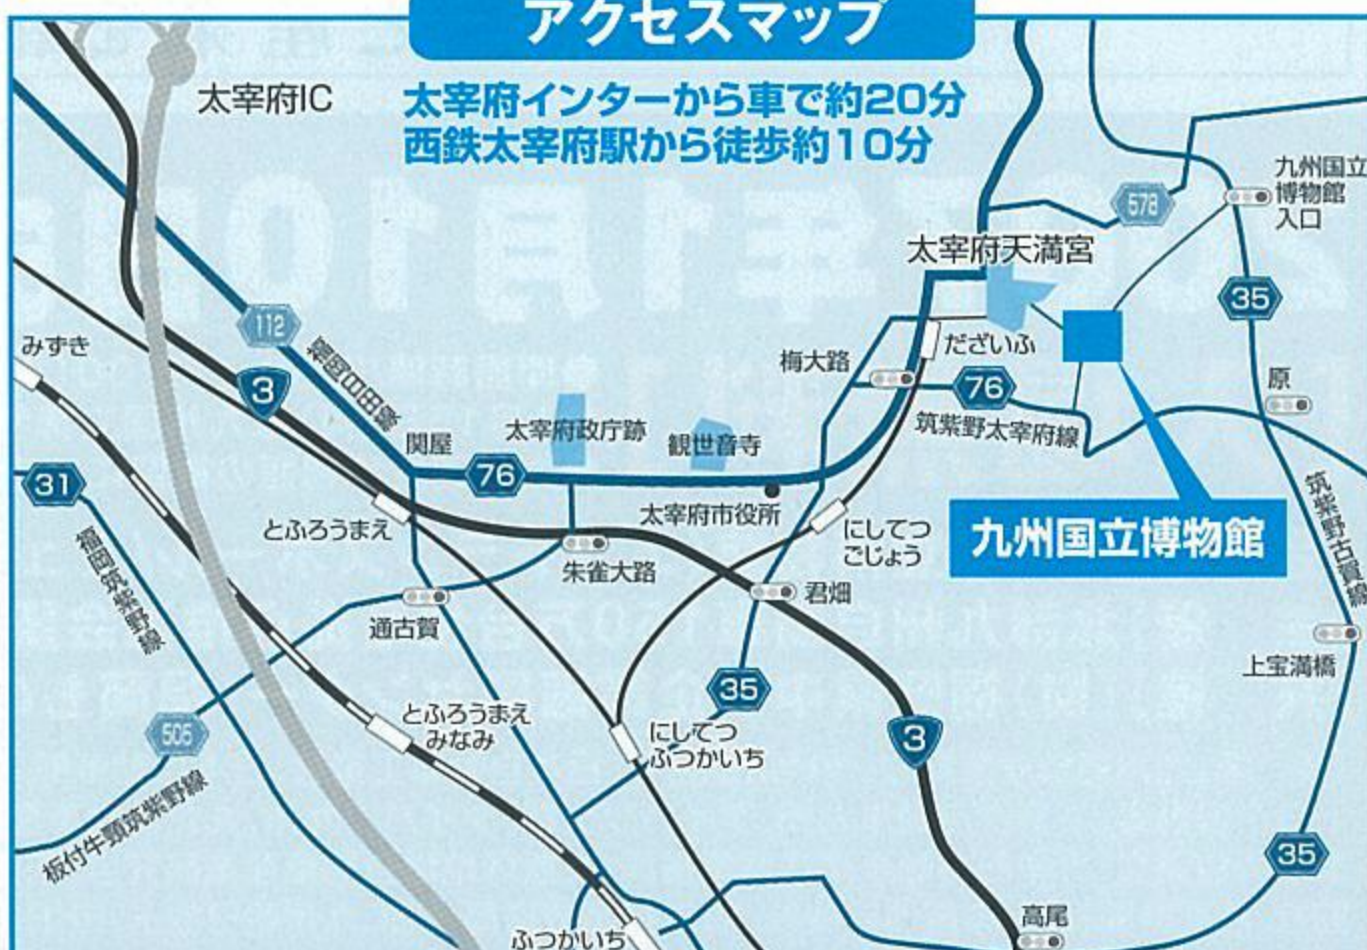 アクセスマップ
太宰府インターから車で約20分
西鉄太宰府駅から徒歩約10分
太宰府IC
九州国立
博物館
入口
578
太宰府天満宮
35
112
みずき
福岡日田線
だざいふ
梅大路
3
76
原
筑紫野太宰府線
太宰府政庁跡
観世音寺
関屋
76
31
太宰府市役所
とふろうまえ
にしてつ
ごじょう
九州国立博物館
筑紫野古賀線
福岡筑紫野線
朱雀大路
君畑
通古賀
上宝満橋
35
とふろうまえ
みなみ
505
にしてつ
ふつかいち
3
板付牛頸筑紫野線
35
高尾
ふつかいち